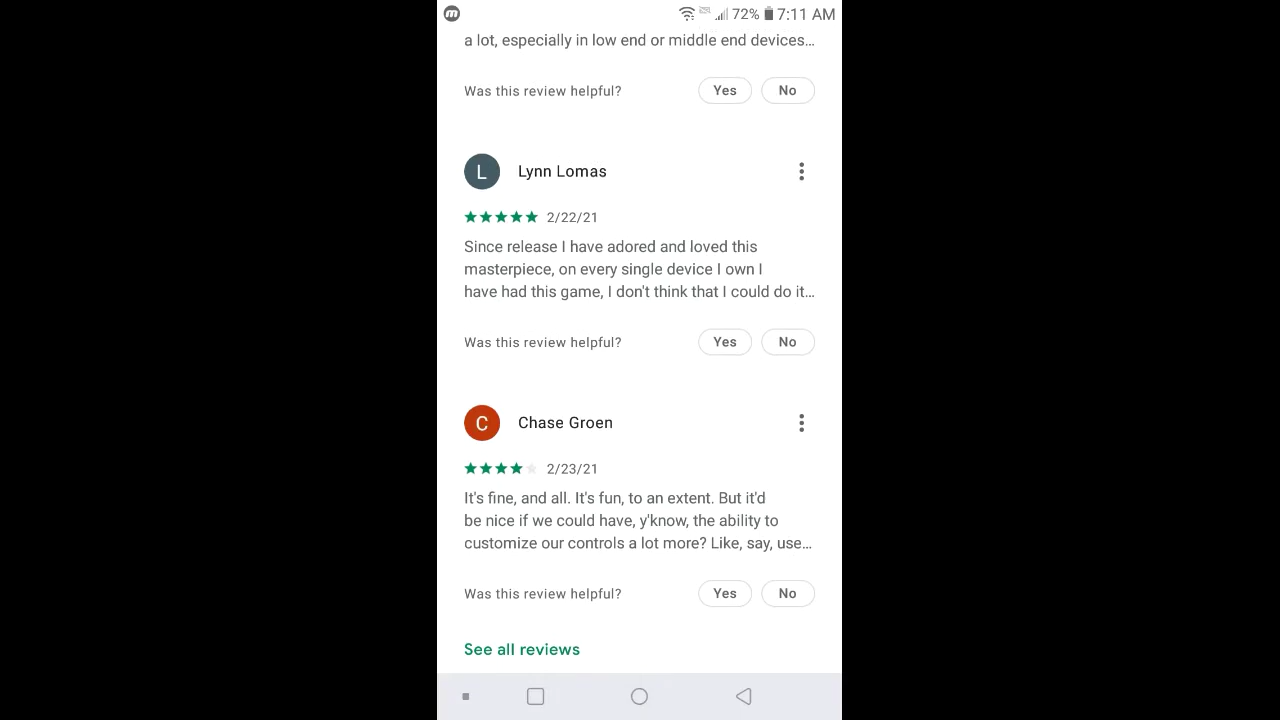 72% 7:11 AM
a lot, especially in low end or middle end devices…
Was this review helpful? Yes No
L Lynn Lomas
2/22/21
Since release I have adored and loved this
masterpiece, on every single device I own I
have had this game, I don't think that I could do it…
Was this review helpful? Yes No
C Chase Groen
2/23/21
It's fine, and all. It's fun, to an extent. But it'd
be nice if we could have, y'know, the ability to
customize our controls a lot more? Like, say, use…
Was this review helpful? Yes No
See all reviews